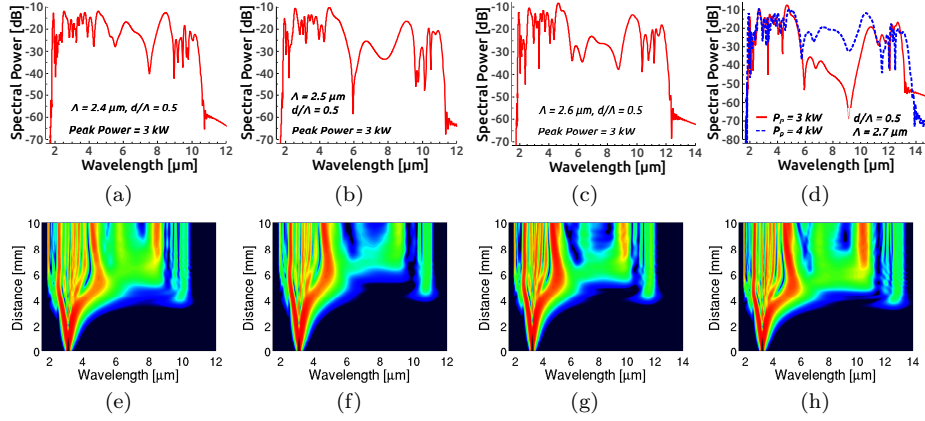 -10
-20
-30
-40
-50
-60
-70
Spectral Power [dB]
Λ = 2.4 μm, d/Λ = 0.5
Peak Power = 3 kW
2 4 6 8 10 12
Wavelength [μm]
(a)
-10
-20
-30
-40
-50
-60
-70
Spectral Power [dB]
Λ = 2.5 μm
d/Λ = 0.5
Peak Power = 3 kW
2 4 6 8 10 12
Wavelength [μm]
(b)
-10
-20
-30
-40
-50
-60
-70
Spectral Power [dB]
Λ = 2.6 μm, d/Λ = 0.5
Peak Power = 3 kW
2 4 6 8 10 12 14
Wavelength [μm]
(c)
-10
-20
-30
-40
-50
-60
-70
-80
Spectral Power [dB]
Pp = 3 kW d/Λ = 0.5
Pp = 4 kW Λ = 2.7 μm
2 4 6 8 10 12 14
Wavelength [μm]
(d)
10
8
6
4
2
0
Distance [mm]
2 4 6 8 10 12
Wavelength [μm]
(e)
10
8
6
4
2
0
Distance [mm]
2 4 6 8 10 12
Wavelength [μm]
(f)
10
8
6
4
2
0
Distance [mm]
2 4 6 8 10 12 14
Wavelength [μm]
(g)
10
8
6
4
2
0
Distance [mm]
2 4 6 8 10 12 14
Wavelength [μm]
(h)